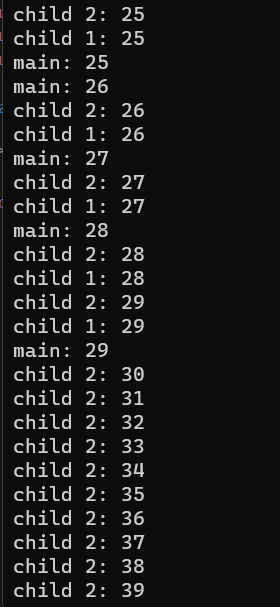 child 2: 25
child 1: 25
main: 25
main: 26
child 2: 26
child 1: 26
main: 27
child 2: 27
child 1: 27
main: 28
child 2: 28
child 1: 28
child 2: 29
child 1: 29
main: 29
child 2: 30
child 2: 31
child 2: 32
child 2: 33
child 2: 34
child 2: 35
child 2: 36
child 2: 37
child 2: 38
child 2: 39